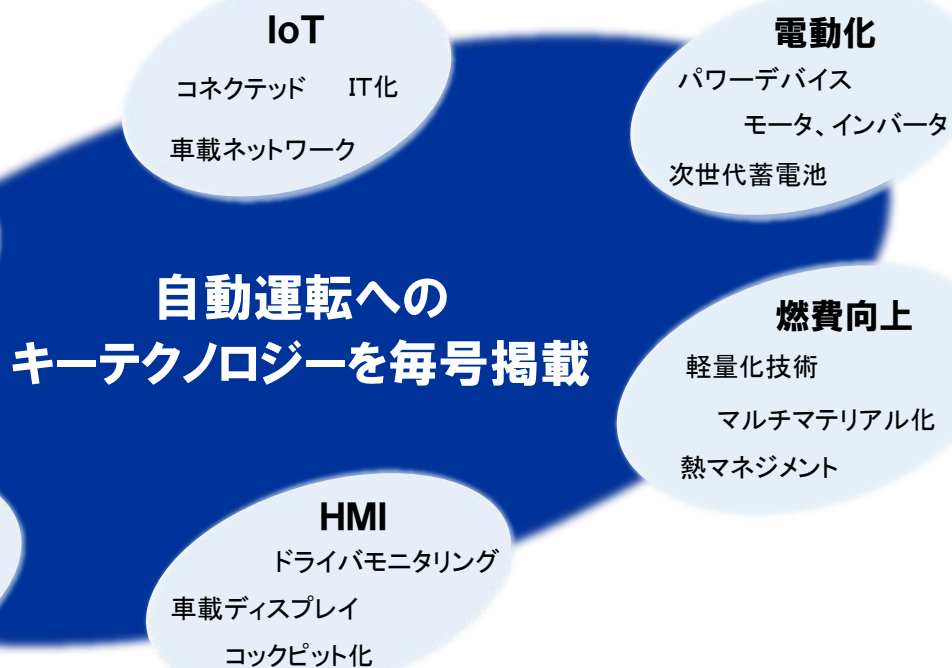 IoT
コネクテッド IT化
車載ネットワーク
電動化
パワーデバイス
モータ、インバータ
次世代蓄電池
自動運転への
キーテクノロジーを毎号掲載
燃費向上
軽量化技術
マルチマテリアル化
熱マネジメント
HMI
ドライバモニタリング
車載ディスプレイ
コックピット化